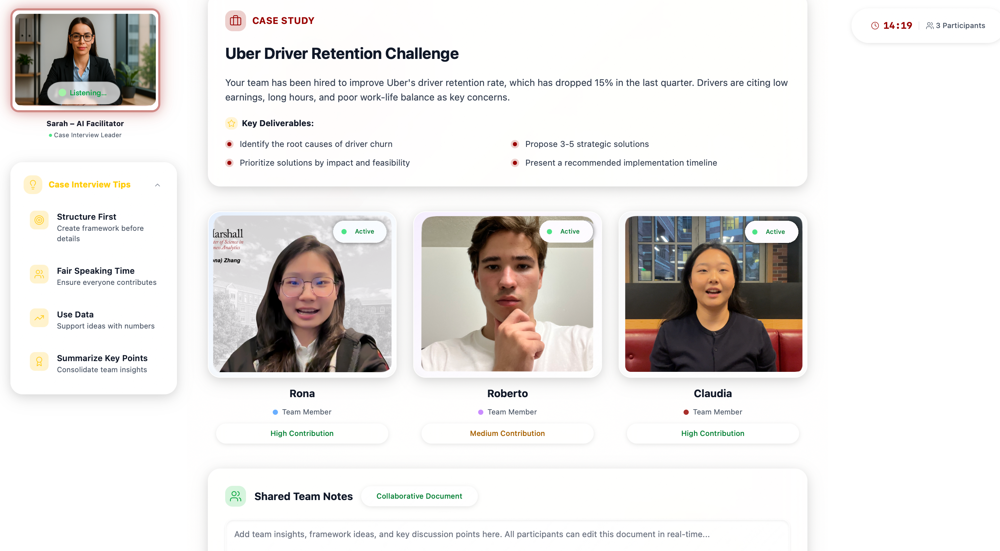 Listening...
Sarah – AI Facilitator
Case Interview Leader
Case Interview Tips
Structure First
Create framework before
details
Fair Speaking Time
Ensure everyone contributes
Use Data
Support ideas with numbers
Summarize Key Points
Consolidate team insights
CASE STUDY
Uber Driver Retention Challenge
Your team has been hired to improve Uber's driver retention rate, which has dropped 15% in the last quarter. Drivers are citing low
earnings, long hours, and poor work-life balance as key concerns.
Key Deliverables:
Identify the root causes of driver churn
Propose 3-5 strategic solutions
Prioritize solutions by impact and feasibility
Present a recommended implementation timeline
14:19
3 Participants
arshall
ter of Science in
ness Analytics
ona) Zhang
Active
Active
Active
Rona
Team Member
High Contribution
Roberto
Team Member
Medium Contribution
Claudia
Team Member
High Contribution
Shared Team Notes
Collaborative Document
Add team insights, framework ideas, and key discussion points here. All participants can edit this document in real-time...